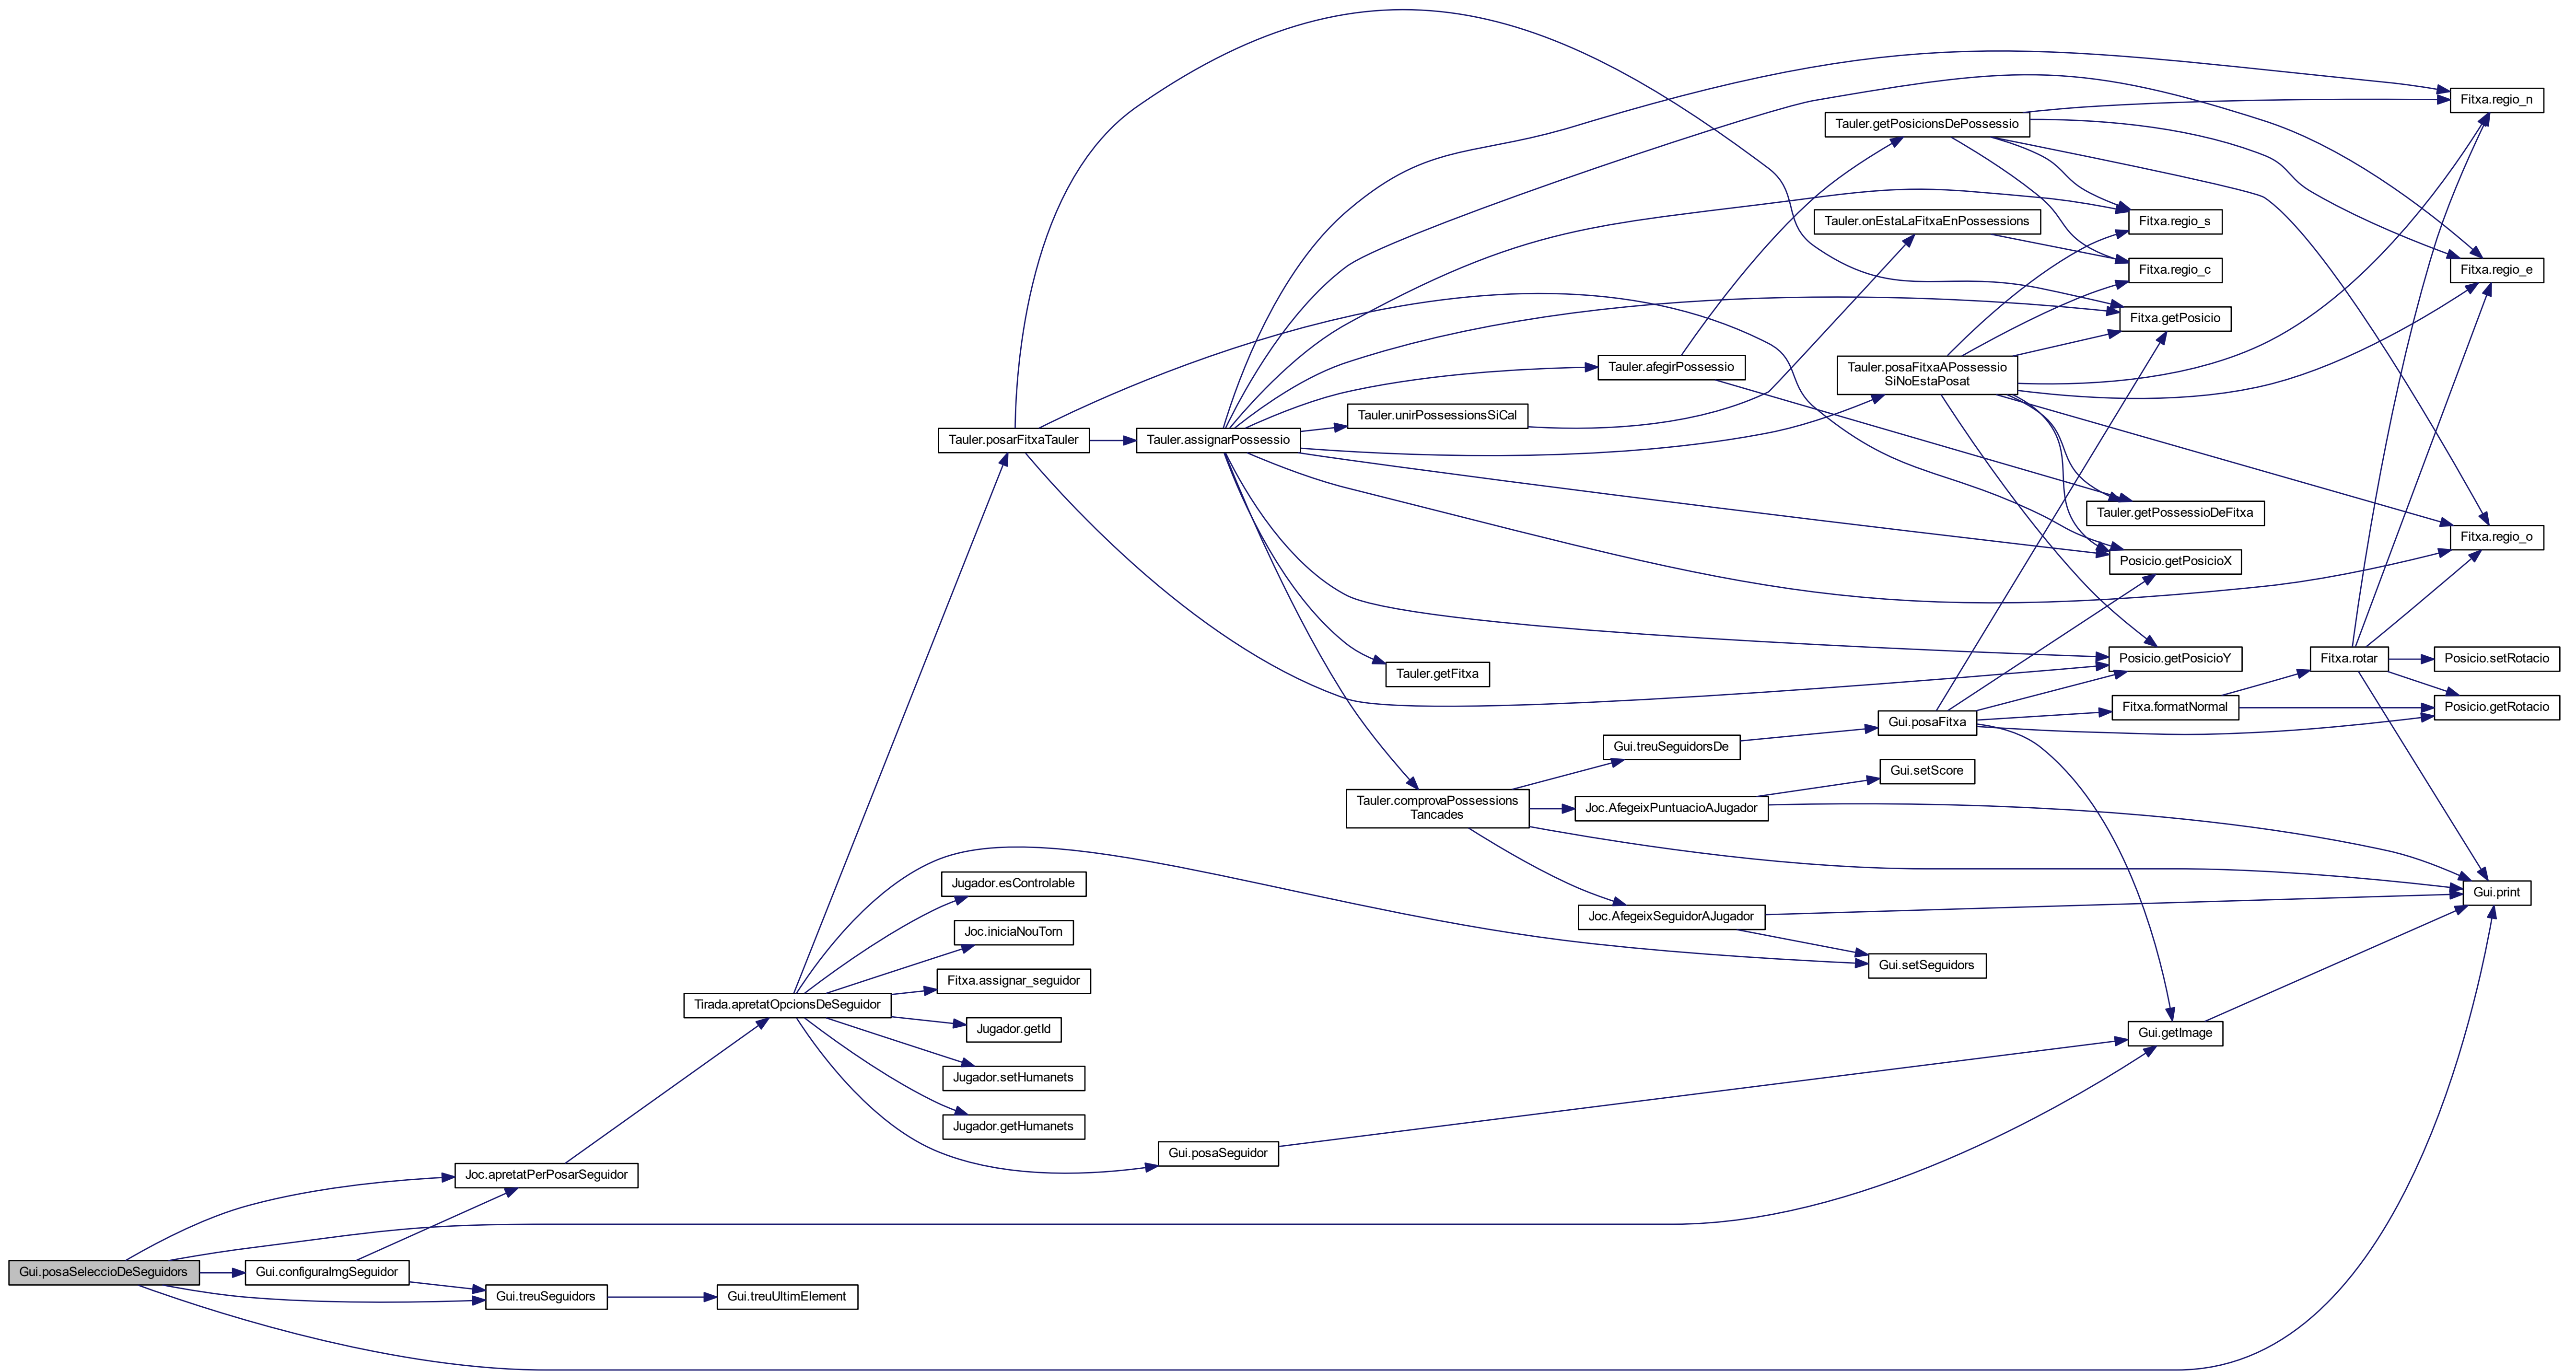 Fitxa.regio_n
Tauler.getPosicionsDePossessio
Tauler.onEstaLaFitxaEnPossessions
Fitxa.regio_s
Fitxa.regio_c
Fitxa.regio_e
Fitxa.getPosicio
Tauler.afegirPossessio
Tauler.posaFitxaAPossessio
SiNoEstaPosat
Tauler.unirPossessionsSiCal
Tauler.posarFitxaTauler
Tauler.assignarPossessio
Tauler.getPossessioDeFitxa
Fitxa.regio_o
Posicio.getPosicioX
Posicio.getPosicioY
Fitxa.rotar
Posicio.setRotacio
Tauler.getFitxa
Fitxa.formatNormal
Posicio.getRotacio
Gui.posaFitxa
Gui.treuSeguidorsDe
Gui.setScore
Tauler.comprovaPossessions
Tancades
Joc.AfegeixPuntuacioAJugador
Jugador.esControlable
Gui.print
Joc.AfegeixSeguidorAJugador
Joc.iniciaNouTorn
Gui.setSeguidors
Fitxa.assignar_seguidor
Tirada.apretatOpcionsDeSeguidor
Jugador.getId
Gui.getImage
Jugador.setHumanets
Jugador.getHumanets
Gui.posaSeguidor
Joc.apretatPerPosarSeguidor
Gui.posaSeleccioDeSeguidors
Gui.configuraImgSeguidor
Gui.treuSeguidors
Gui.treuUltimElement